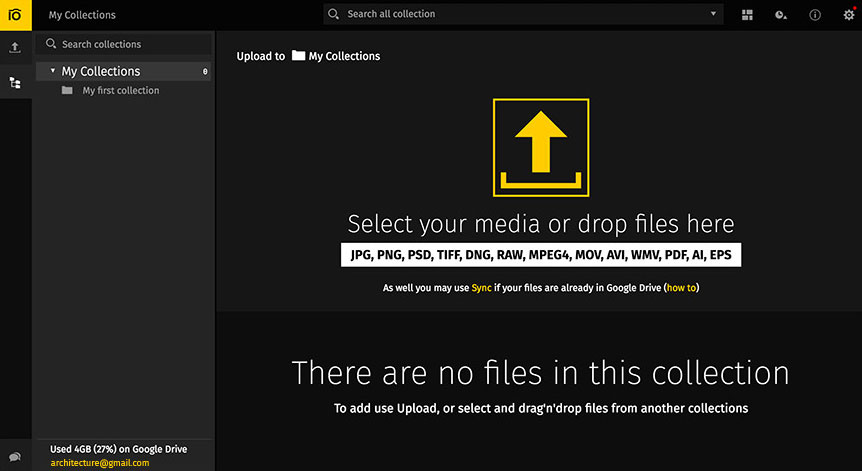 My Collections
Search all collection
Search collections
My Collections 0
My first collection
Upload to My Collections
Select your media or drop files here
JPG, PNG, PSD, TIFF, DNG, RAW, MPEG4, MOV, AVI, WMV, PDF, AI, EPS
As well you may use Sync if your files are already in Google Drive (how to)
There are no files in this collection
To add use Upload, or select and drag'n'drop files from another collections
Used 4GB (27%) on Google Drive
architecture@gmail.com